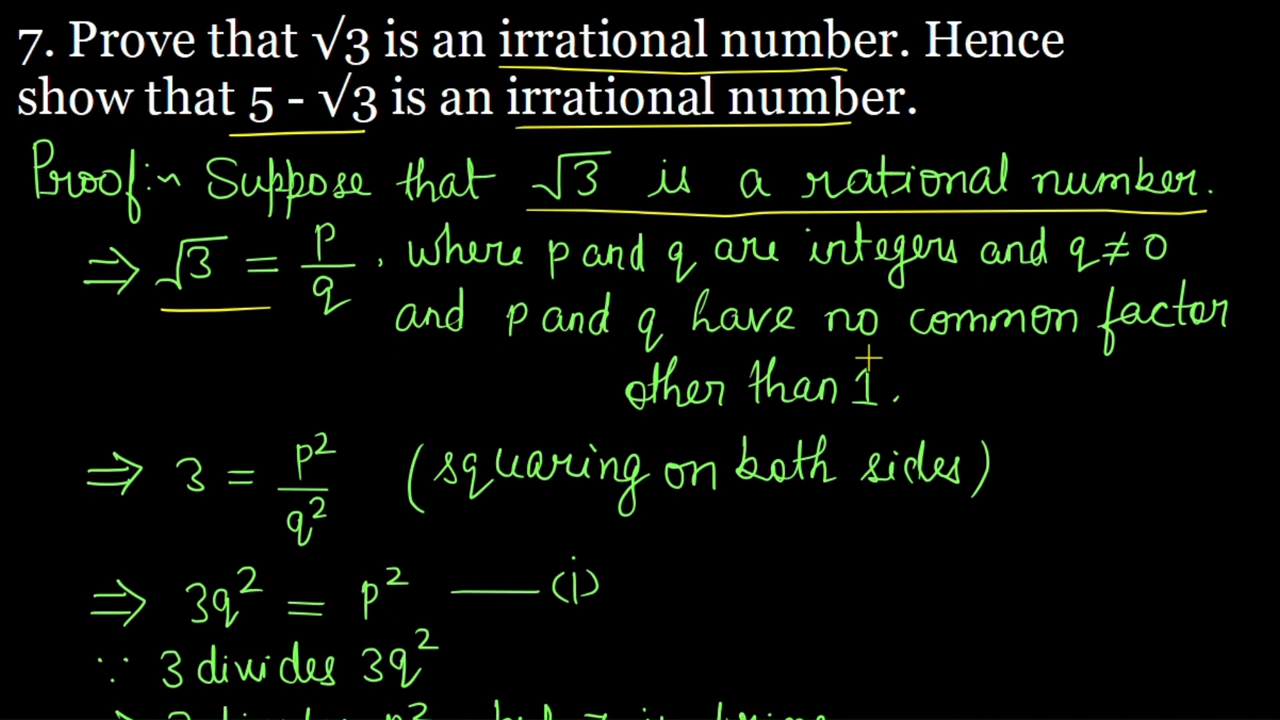 7. Prove that √3 is an irrational number. Hence
show that 5 - √3 is an irrational number.
Proof:~ Suppose that √3 is a rational number.
⇒ √3 = p/q, where p and q are integers and q ≠ 0
and p and q have no common factor
other than 1.
⇒ 3 = p²/q² (squaring on both sides)
⇒ 3q² = p² —(i)
∵ 3 divides 3q²